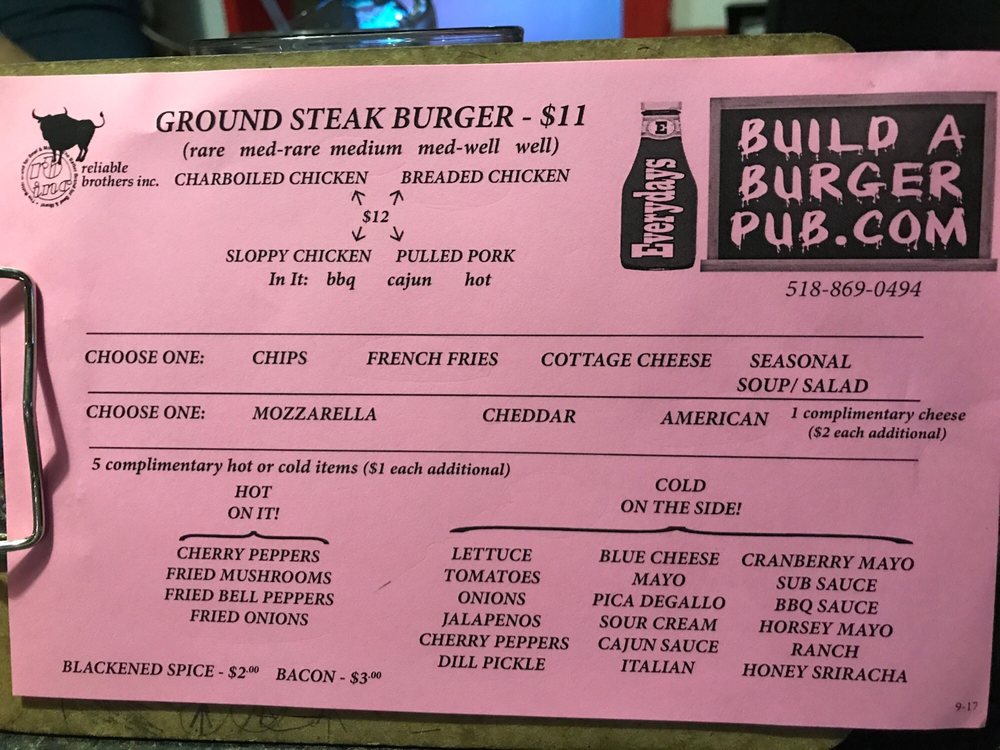 GROUND STEAK BURGER - $11
(rare med-rare medium med-well well)
reliable
brothers inc.
CHARBOILED CHICKEN BREADED CHICKEN
$12
SLOPPY CHICKEN PULLED PORK
In It: bbq cajun hot
E
Everydays
BUILD A
BURGER
PUB.COM
518-869-0494
CHOOSE ONE: CHIPS FRENCH FRIES COTTAGE CHEESE SEASONAL
SOUP/ SALAD
CHOOSE ONE: MOZZARELLA CHEDDAR AMERICAN 1 complimentary cheese
($2 each additional)
5 complimentary hot or cold items ($1 each additional)
HOT
ON IT!
CHERRY PEPPERS
FRIED MUSHROOMS
FRIED BELL PEPPERS
FRIED ONIONS
COLD
ON THE SIDE!
LETTUCE
TOMATOES
ONIONS
JALAPENOS
CHERRY PEPPERS
DILL PICKLE
BLUE CHEESE
MAYO
PICA DEGALLO
SOUR CREAM
CAJUN SAUCE
ITALIAN
CRANBERRY MAYO
SUB SAUCE
BBQ SAUCE
HORSEY MAYO
RANCH
HONEY SRIRACHA
BLACKENED SPICE - $2.00 BACON - $3.00
9-17